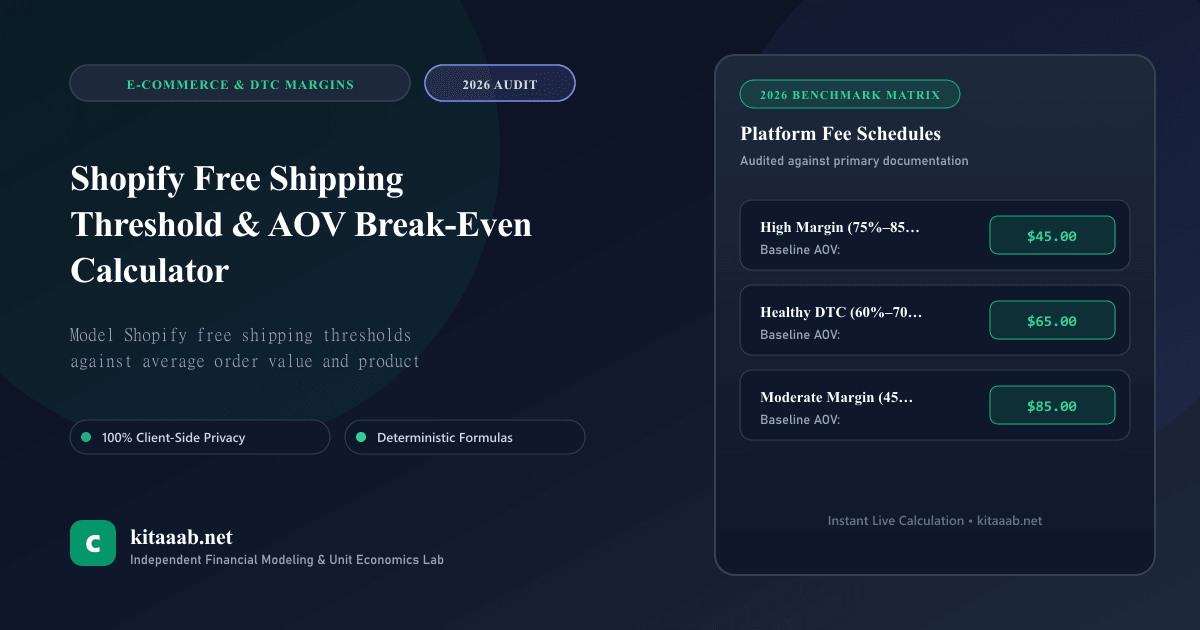 E-COMMERCE & DTC MARGINS
2026 AUDIT
Shopify Free Shipping
Threshold & AOV Break-Even
Calculator
Model Shopify free shipping thresholds
against average order value and product
100% Client-Side Privacy
Deterministic Formulas
C
kitaaab.net
Independent Financial Modeling & Unit Economics Lab
2026 BENCHMARK MATRIX
Platform Fee Schedules
Audited against primary documentation
High Margin (75%–85…
Baseline AOV:
$45.00
Healthy DTC (60%–70…
Baseline AOV:
$65.00
Moderate Margin (45…
Baseline AOV:
$85.00
Instant Live Calculation • kitaaab.net